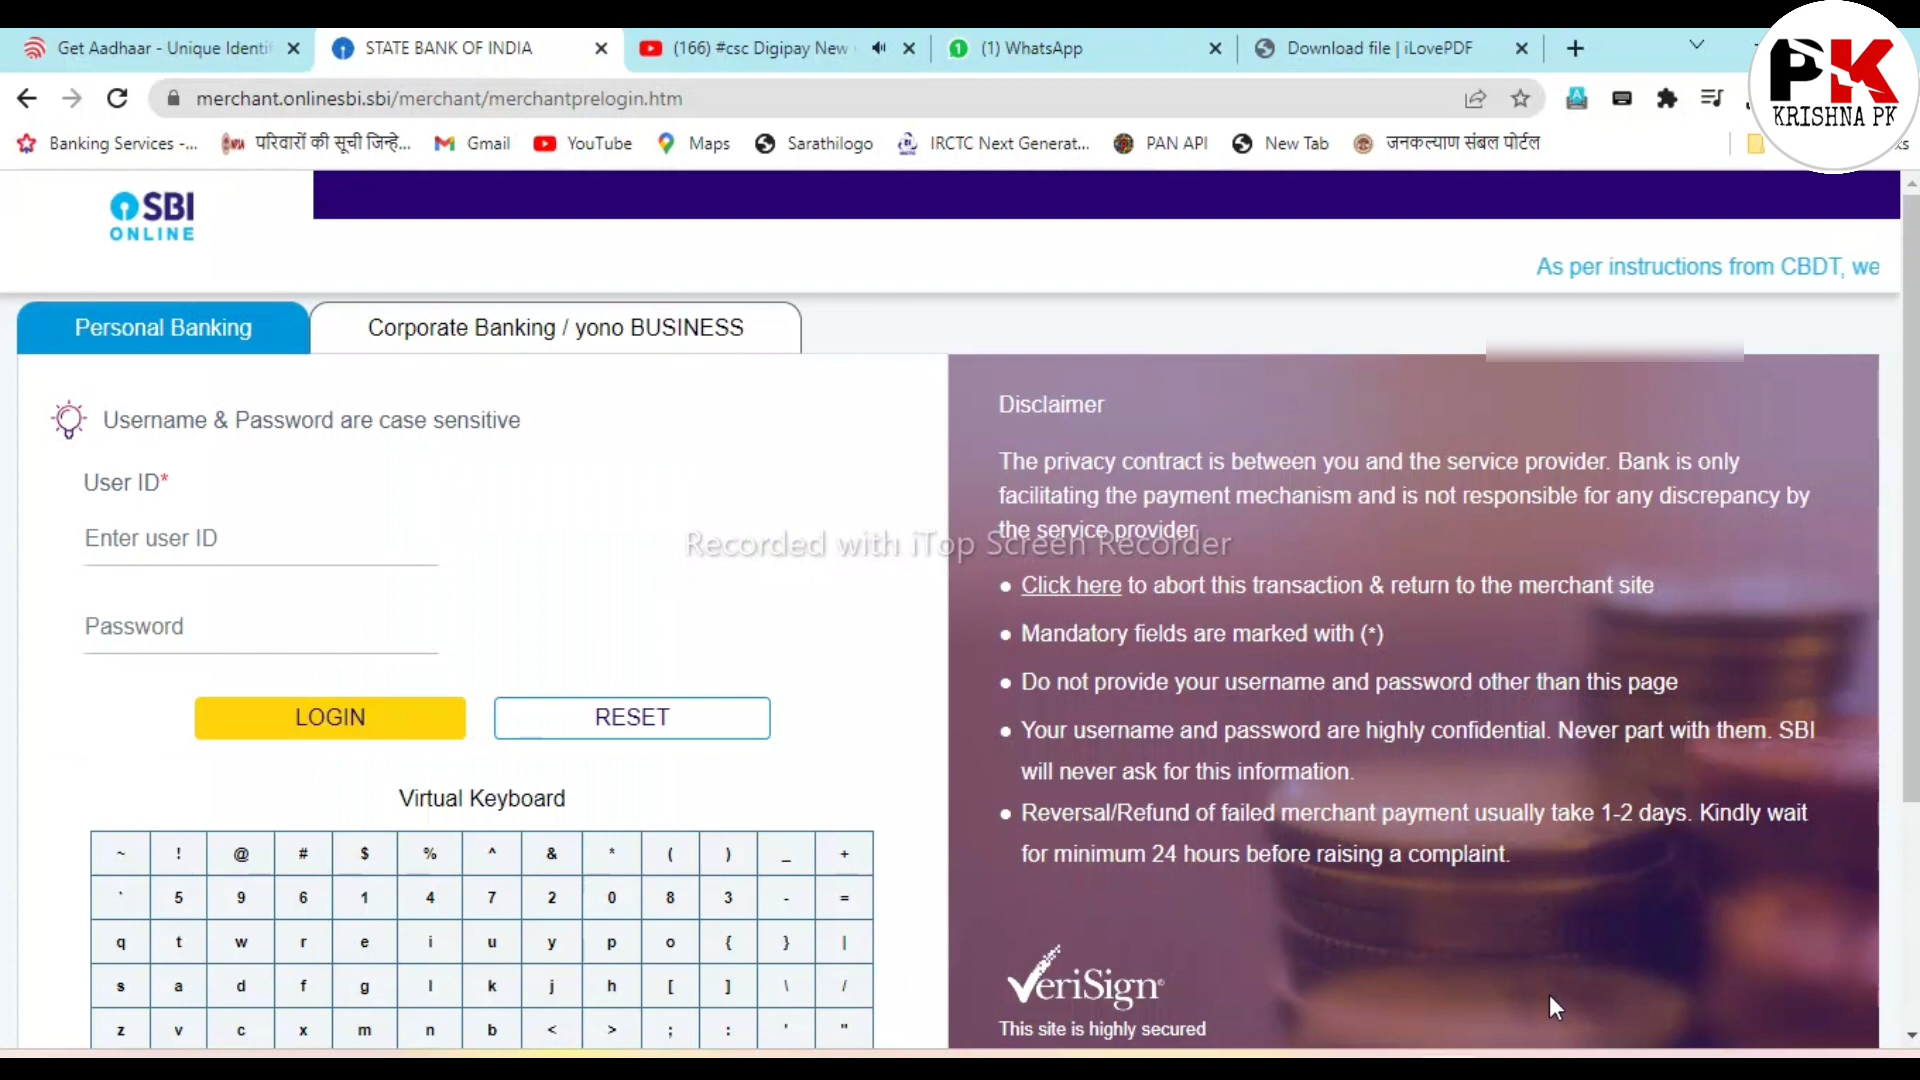 Get Aadhaar - Unique Identi
STATE BANK OF INDIA
(166) #csc Digipay New
1 (1) WhatsApp
Download file | iLovePDF
PK
KRISHNA PK
merchant.onlinesbi.sbi/merchant/merchantprelogin.htm
Banking Services -...
परिवारों की सूची जिन्हे...
Gmail
YouTube
Maps
Sarathilogo
IRCTC Next Generat...
PAN API
New Tab
जनकल्याण संबल पोर्टल
SBI
ONLINE
As per instructions from CBDT, we
Personal Banking
Corporate Banking / yono BUSINESS
Username & Password are case sensitive
User ID*
Enter user ID
Password
LOGIN
RESET
Virtual Keyboard
~ ! @ # $ % ^ & * ( ) _ +
` 5 9 6 1 4 7 2 0 8 3 - =
q t w r e i u y p o { } |
s a d f g l k j h [ ] \ /
z v c x m n b < > ; : ' "
Disclaimer
The privacy contract is between you and the service provider. Bank is only
facilitating the payment mechanism and is not responsible for any discrepancy by
the service provider
Recorded with iTop Screen Recorder
• Click here to abort this transaction & return to the merchant site
• Mandatory fields are marked with (*)
• Do not provide your username and password other than this page
• Your username and password are highly confidential. Never part with them. SBI
will never ask for this information.
• Reversal/Refund of failed merchant payment usually take 1-2 days. Kindly wait
for minimum 24 hours before raising a complaint.
VeriSign
This site is highly secured